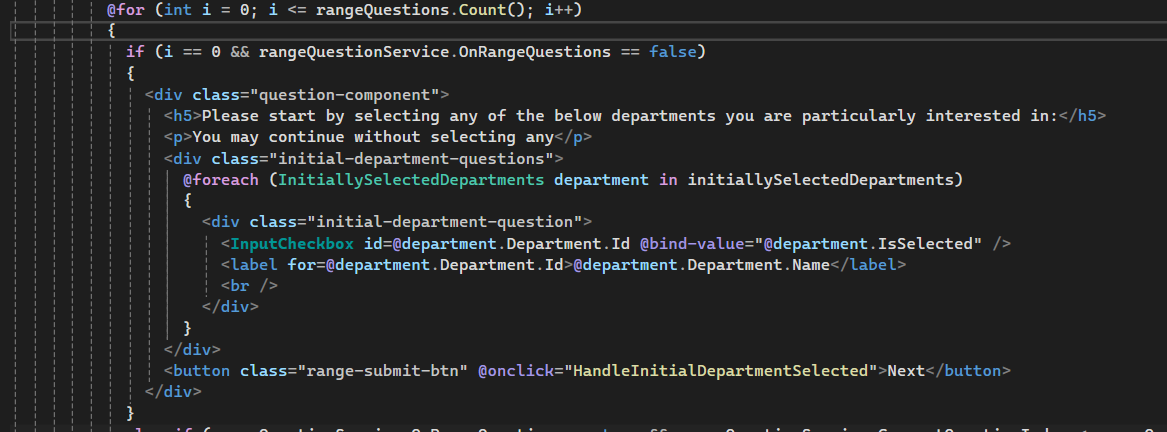 @for (int i = 0; i <= rangeQuestions.Count(); i++)
{
if (i == 0 && rangeQuestionService.OnRangeQuestions == false)
{
<div class="question-component">
<h5>Please start by selecting any of the below departments you are particularly interested in:</h5>
<p>You may continue without selecting any</p>
<div class="initial-department-questions">
@foreach (InitiallySelectedDepartments department in initiallySelectedDepartments)
{
<div class="initial-department-question">
<InputCheckbox id=@department.Department.Id @bind-value="@department.IsSelected" />
<label for=@department.Department.Id>@department.Department.Name</label>
<br />
</div>
}
</div>
<button class="range-submit-btn" @onclick="HandleInitialDepartmentSelected">Next</button>
</div>
}